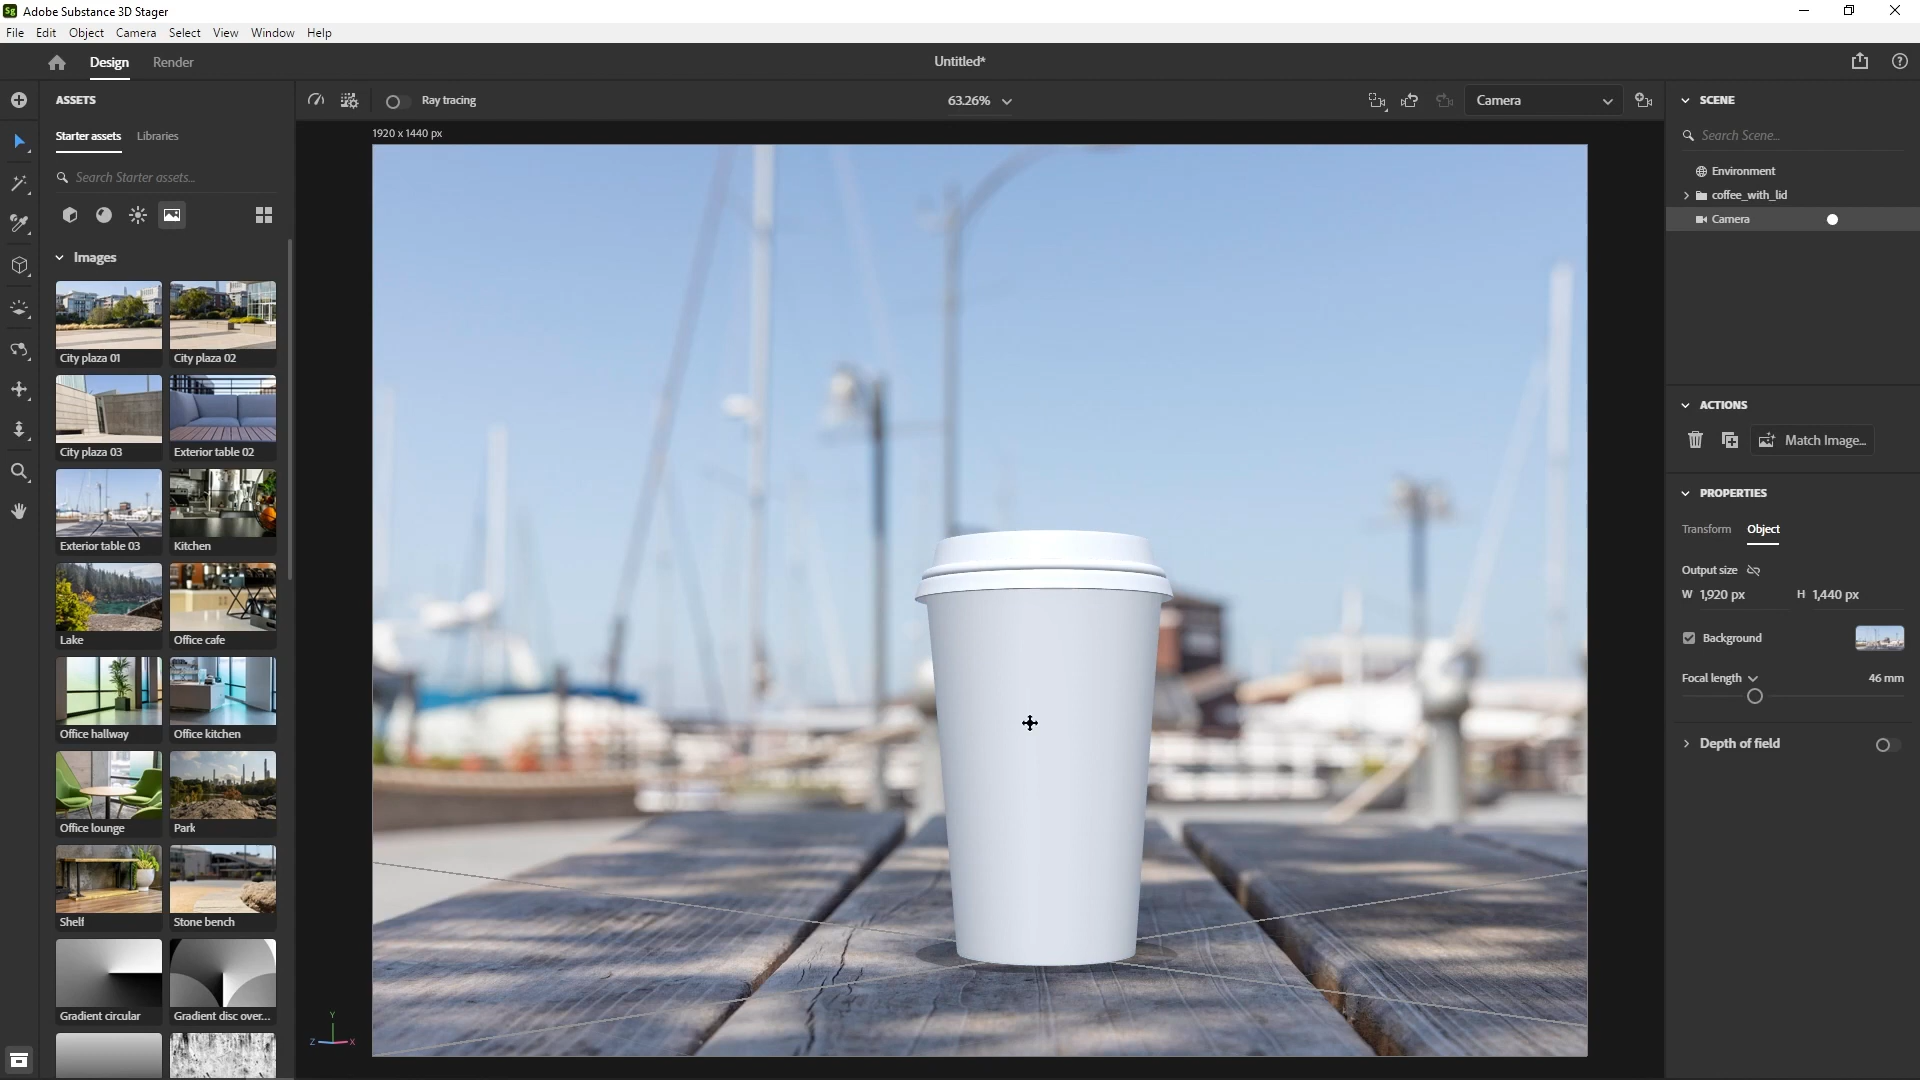 Sg Adobe Substance 3D Stager
File Edit Object Camera Select View Window Help
Design Render Untitled*
ASSETS
Starter assets Libraries
Search Starter assets...
Images
City plaza 01 City plaza 02
City plaza 03 Exterior table 02
Exterior table 03 Kitchen
Lake Office cafe
Office hallway Office kitchen
Office lounge Park
Shelf Stone bench
Gradient circular Gradient disc over...
Ray tracing 63.26% Camera
1920 x 1440 px
Y
Z X
SCENE
Search Scene...
Environment
coffee_with_lid
Camera
ACTIONS
Match Image...
PROPERTIES
Transform Object
Output size
W 1,920 px H 1,440 px
Background
Focal length 46 mm
Depth of field